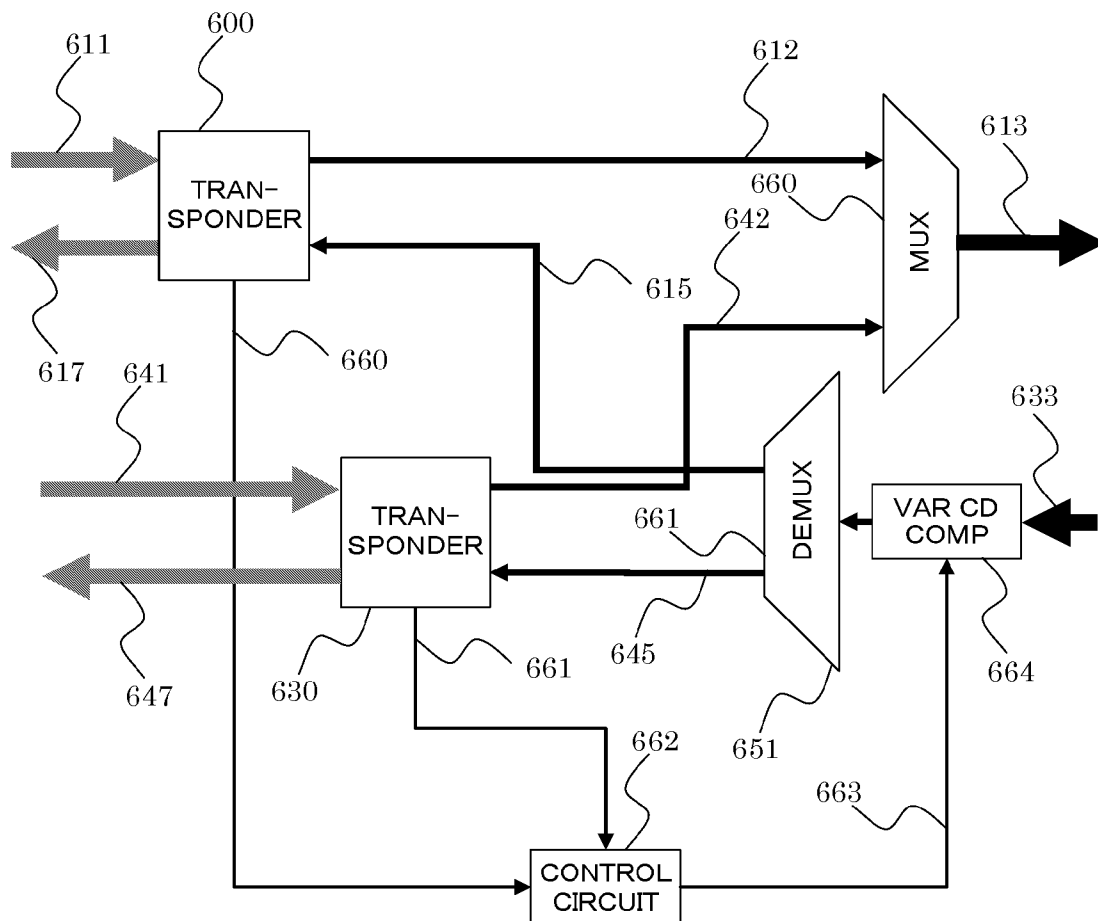 600
611
612
613
TRAN-
SPONDER
660
MUX
642
615
617
660
641
633
TRAN-
SPONDER
661
DEMUX
VAR CD
COMP
647
630
661
645
664
651
662
663
CONTROL
CIRCUIT